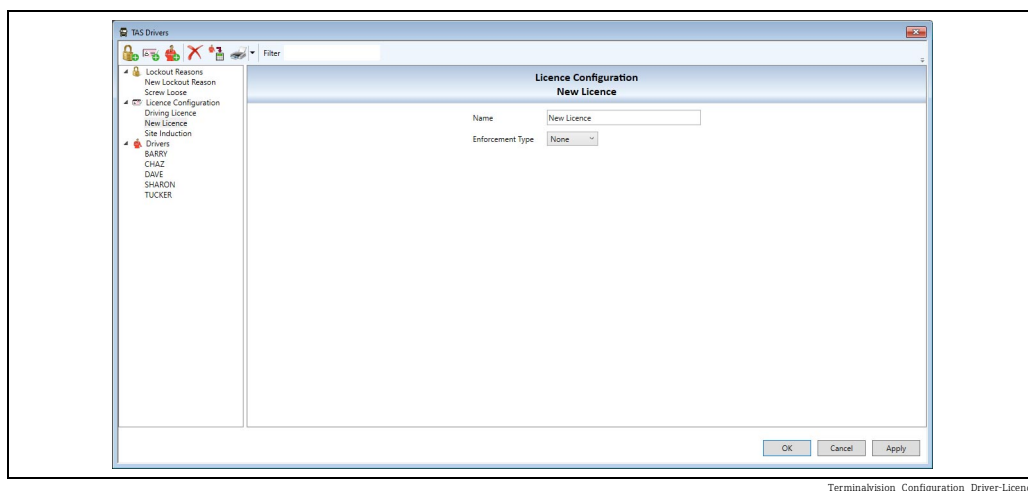 TAS Drivers
Filter
Lockout Reasons
New Lockout Reason
Screw Loose
Licence Configuration
Driving Licence
New Licence
Site Induction
Drivers
BARRY
CHAZ
DAVE
SHARON
TUCKER
Licence Configuration
New Licence
Name New Licence
Enforcement Type None
OK Cancel Apply
Terminalvision_Configuration_Driver-Licenc